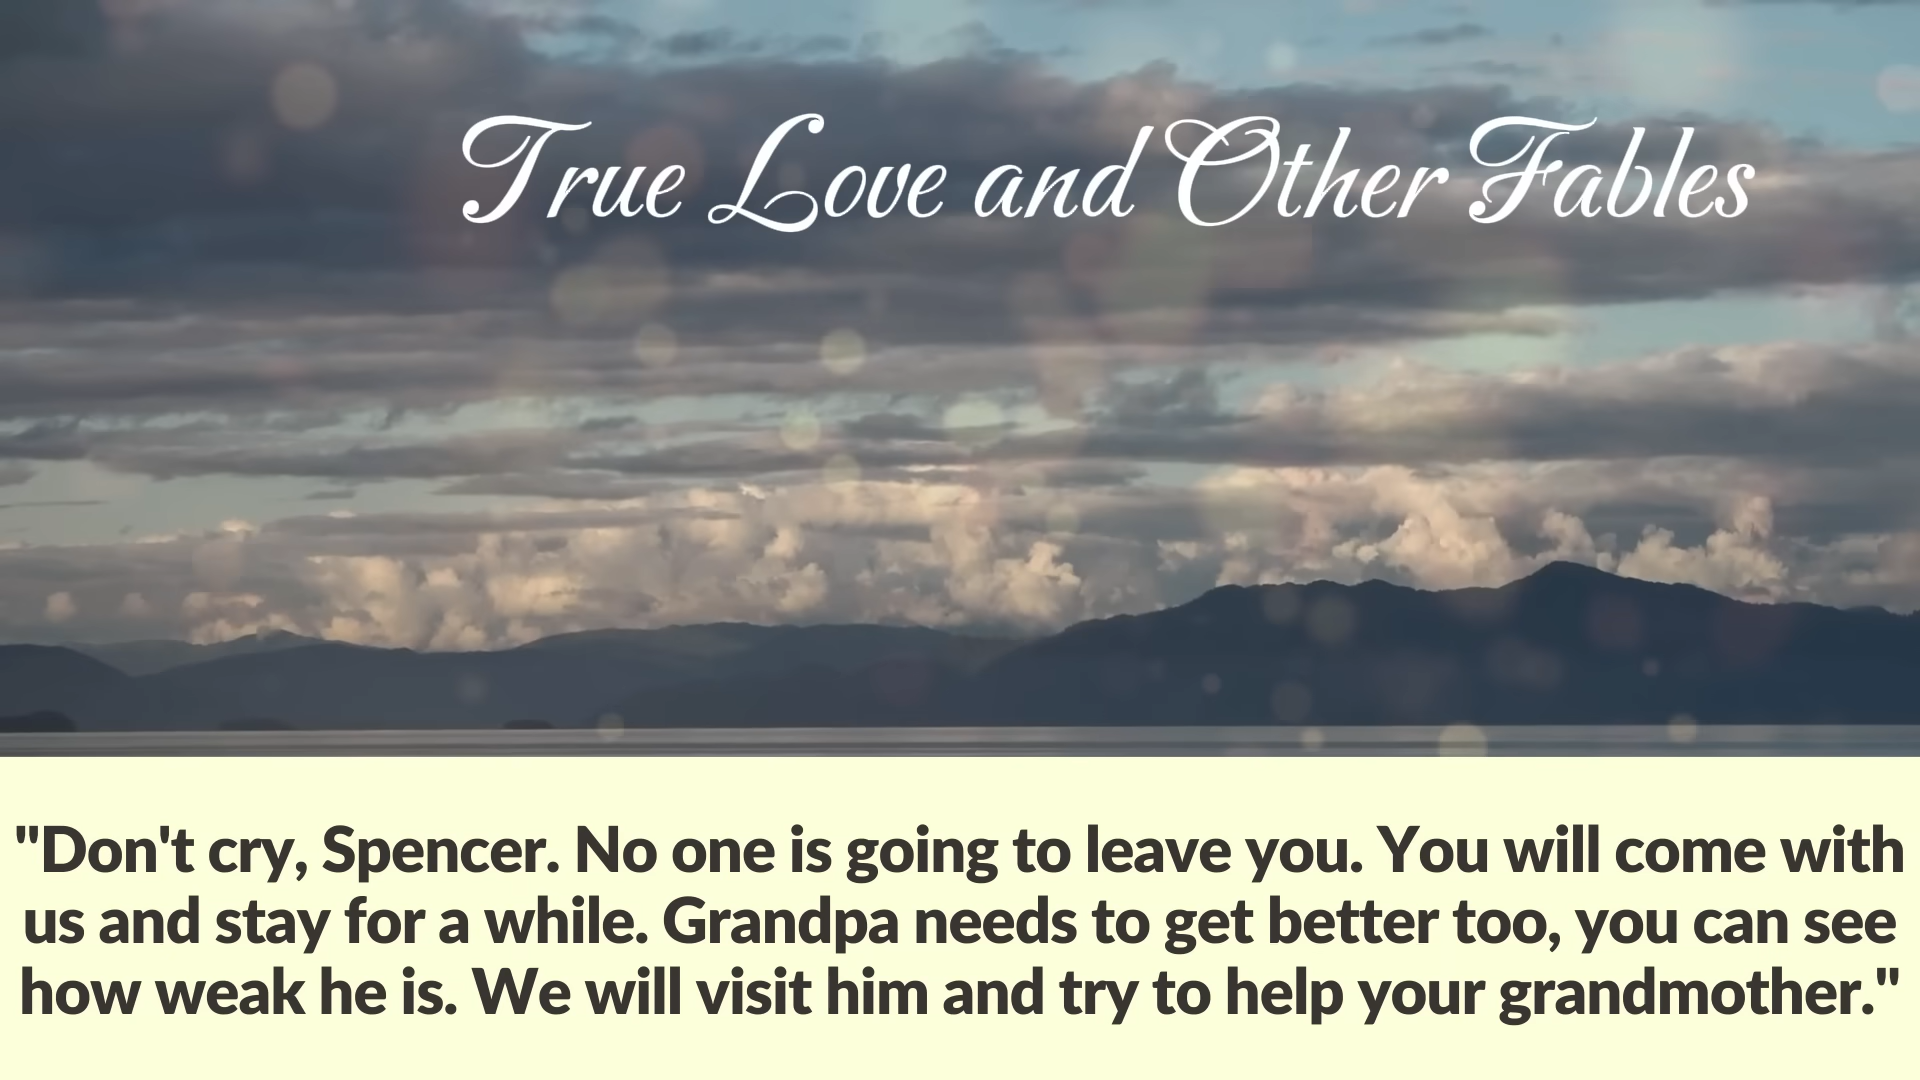 True Love and Other Fables
"Don't cry, Spencer. No one is going to leave you. You will come with
us and stay for a while. Grandpa needs to get better too, you can see
how weak he is. We will visit him and try to help your grandmother."